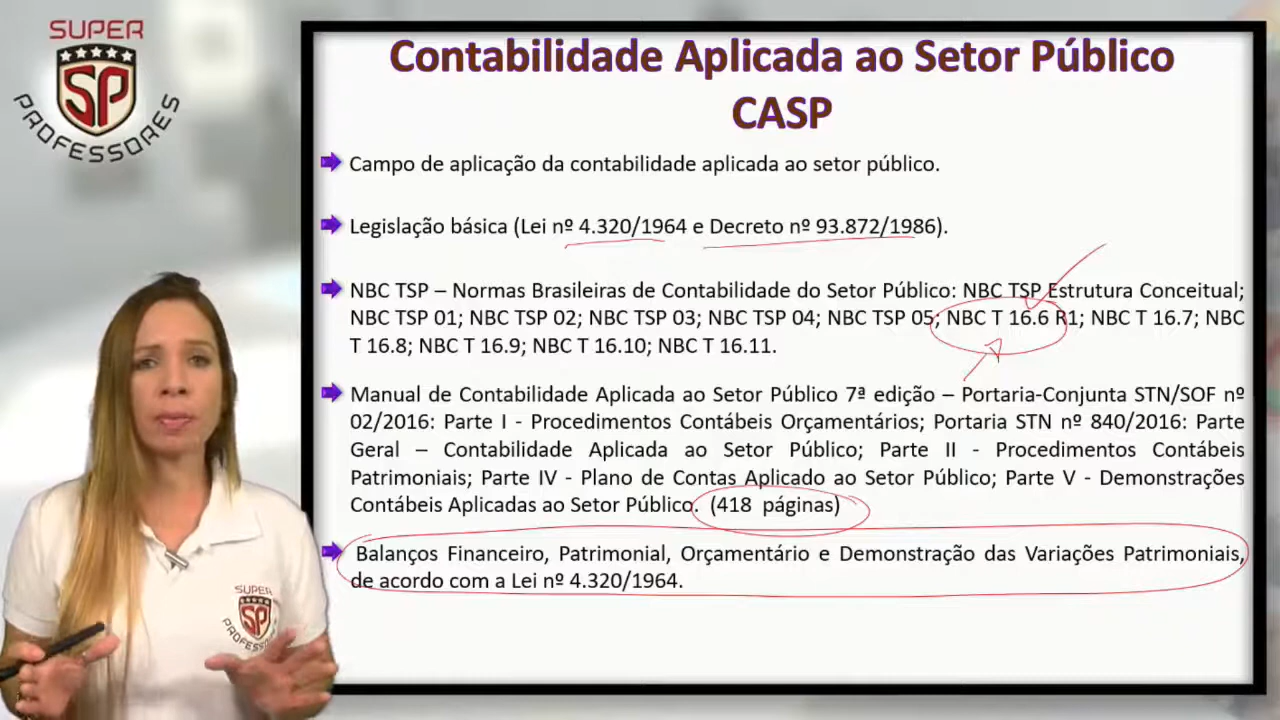 SUPER
SP
PROFESSORES
Contabilidade Aplicada ao Setor Público
CASP
Campo de aplicação da contabilidade aplicada ao setor público.
Legislação básica (Lei nº 4.320/1964 e Decreto nº 93.872/1986).
NBC TSP – Normas Brasileiras de Contabilidade do Setor Público: NBC TSP Estrutura Conceitual;
NBC TSP 01; NBC TSP 02; NBC TSP 03; NBC TSP 04; NBC TSP 05; NBC T 16.6 R1; NBC T 16.7; NBC
T 16.8; NBC T 16.9; NBC T 16.10; NBC T 16.11.
Manual de Contabilidade Aplicada ao Setor Público 7ª edição – Portaria-Conjunta STN/SOF nº
02/2016: Parte I - Procedimentos Contábeis Orçamentários; Portaria STN nº 840/2016: Parte
Geral – Contabilidade Aplicada ao Setor Público; Parte II - Procedimentos Contábeis
Patrimoniais; Parte IV - Plano de Contas Aplicado ao Setor Público; Parte V - Demonstrações
Contábeis Aplicadas ao Setor Público. (418 páginas)
Balanços Financeiro, Patrimonial, Orçamentário e Demonstração das Variações Patrimoniais,
de acordo com a Lei nº 4.320/1964.
SUPER
SP
PROFESSORES